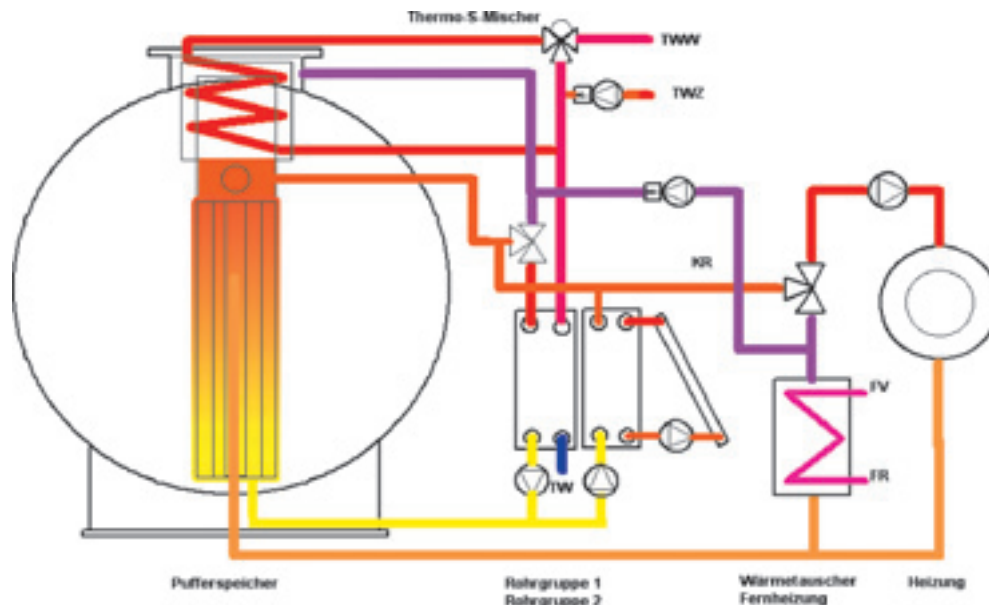 Thermo-S-Mischer
TWW
TWZ
KR
FV
FR
TW
Pufferspeicher
Rohrgruppe 1
Rohrgruppe 2
Wärmetauscher
Fernheizung
Heizung